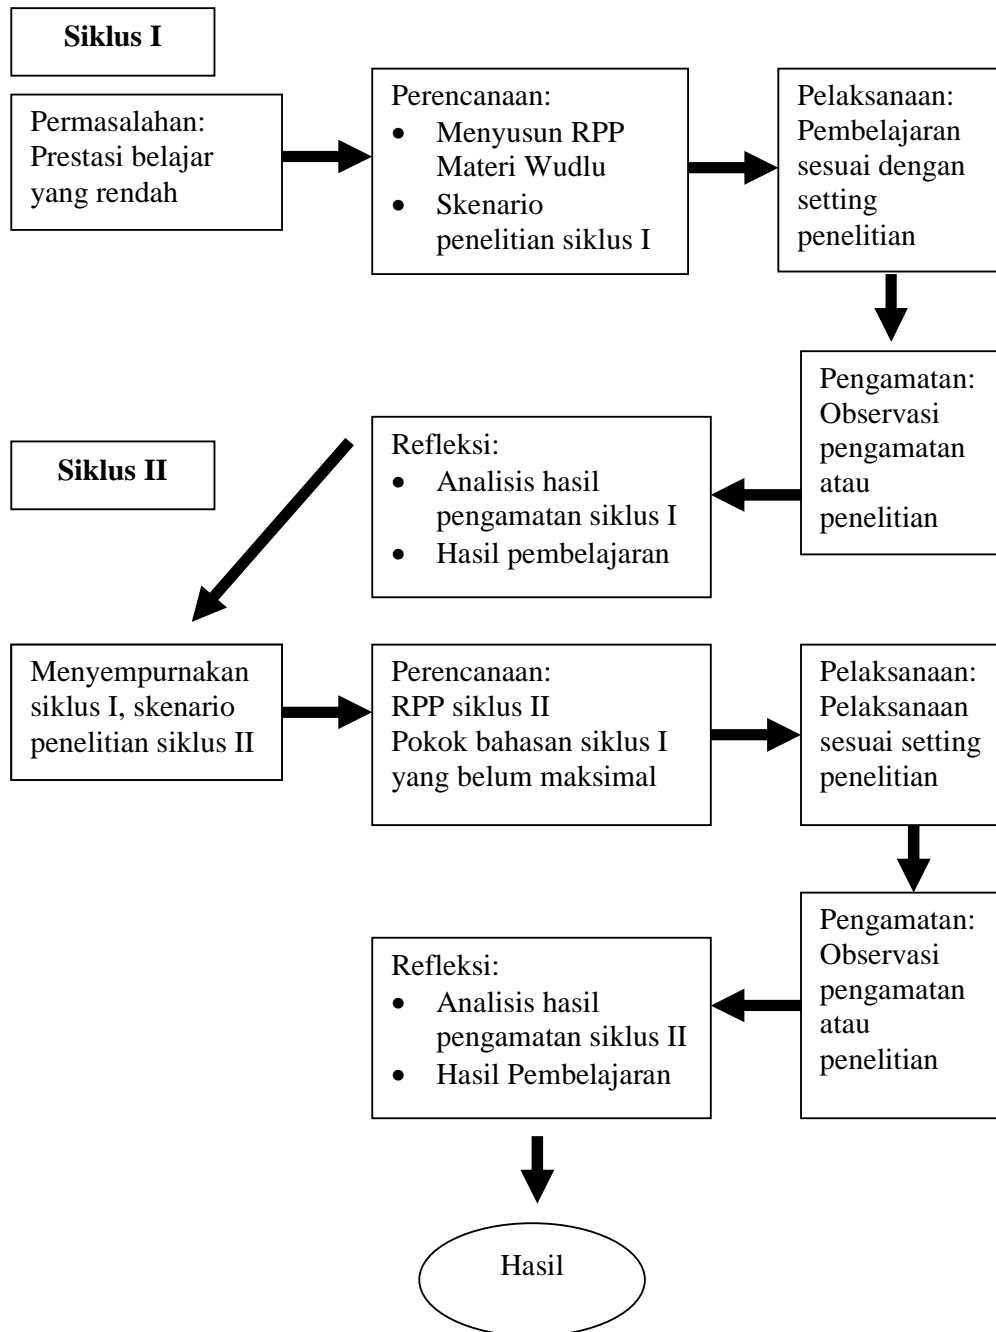 Siklus I
Permasalahan:
Prestasi belajar
yang rendah
Perencanaan:
• Menyusun RPP
Materi Wudlu
• Skenario
penelitian siklus I
Pelaksanaan:
Pembelajaran
sesuai dengan
setting
penelitian
Pengamatan:
Observasi
pengamatan
atau
penelitian
Refleksi:
• Analisis hasil
pengamatan siklus I
• Hasil pembelajaran
Siklus II
Menyempurnakan
siklus I, skenario
penelitian siklus II
Perencanaan:
RPP siklus II
Pokok bahasan siklus I
yang belum maksimal
Pelaksanaan:
Pelaksanaan
sesuai setting
penelitian
Pengamatan:
Observasi
pengamatan
atau
penelitian
Refleksi:
• Analisis hasil
pengamatan siklus II
• Hasil Pembelajaran
Hasil